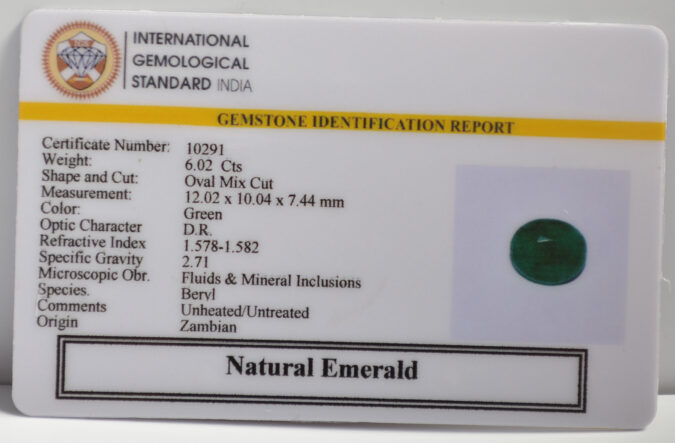 INTERNATIONAL
GEMOLOGICAL
STANDARD INDIA
GEMSTONE IDENTIFICATION REPORT
Certificate Number: 10291
Weight: 6.02 Cts
Shape and Cut: Oval Mix Cut
Measurement: 12.02 x 10.04 x 7.44 mm
Color: Green
Optic Character D.R.
Refractive Index 1.578-1.582
Specific Gravity 2.71
Microscopic Obr. Fluids & Mineral Inclusions
Species. Beryl
Comments Unheated/Untreated
Origin Zambian
Natural Emerald